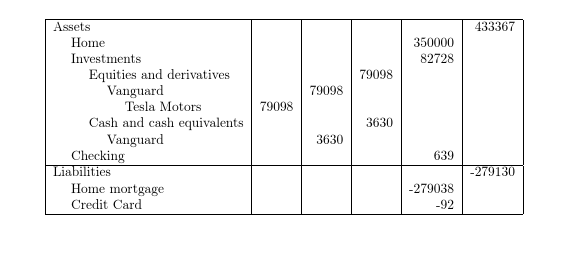 Assets 433367
Home 350000
Investments 82728
Equities and derivatives 79098
Vanguard 79098
Tesla Motors 79098
Cash and cash equivalents 3630
Vanguard 3630
Checking 639
Liabilities -279130
Home mortgage -279038
Credit Card -92